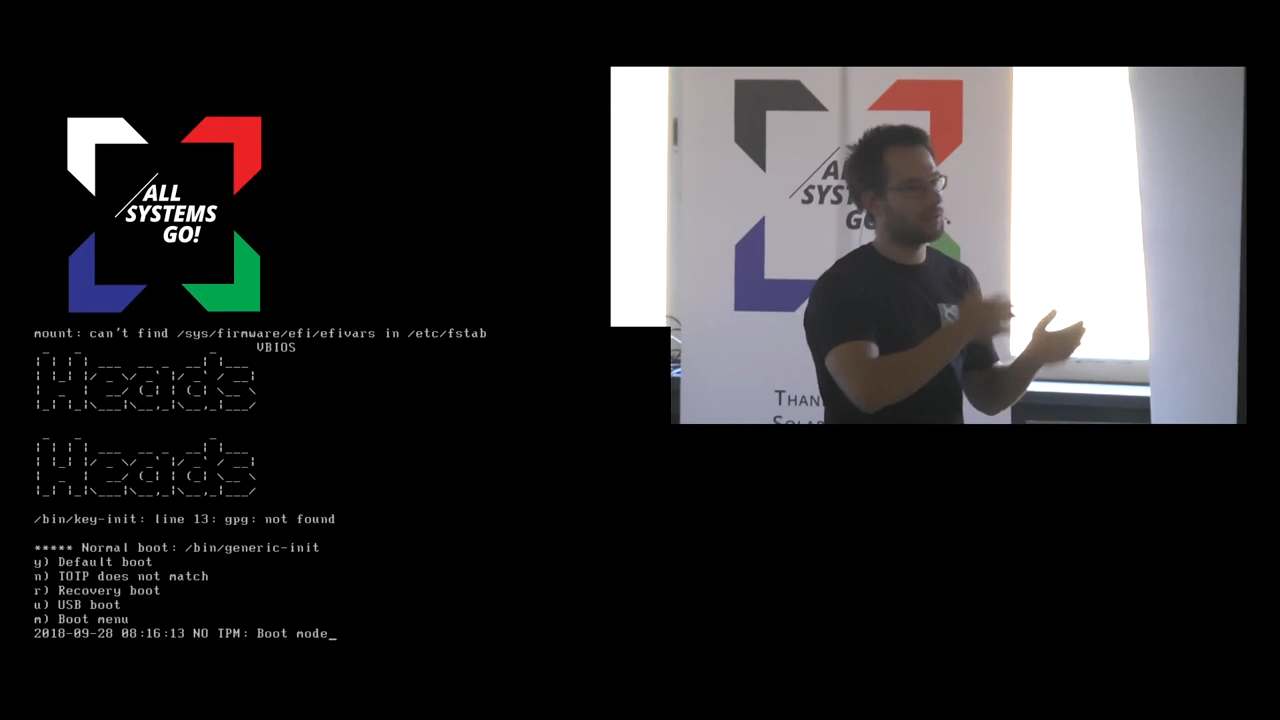 ALL
SYSTEMS
GO!
mount: can't find /sys/firmware/efi/efivars in /etc/fstab
VBIOS
Heads
Heads
/bin/key-init: line 13: gpg: not found
***** Normal boot: /bin/generic-init
y) Default boot
n) TOTP does not match
r) Recovery boot
u) USB boot
m) Boot menu
2018-09-28 08:16:13 NO TPM: Boot mode_